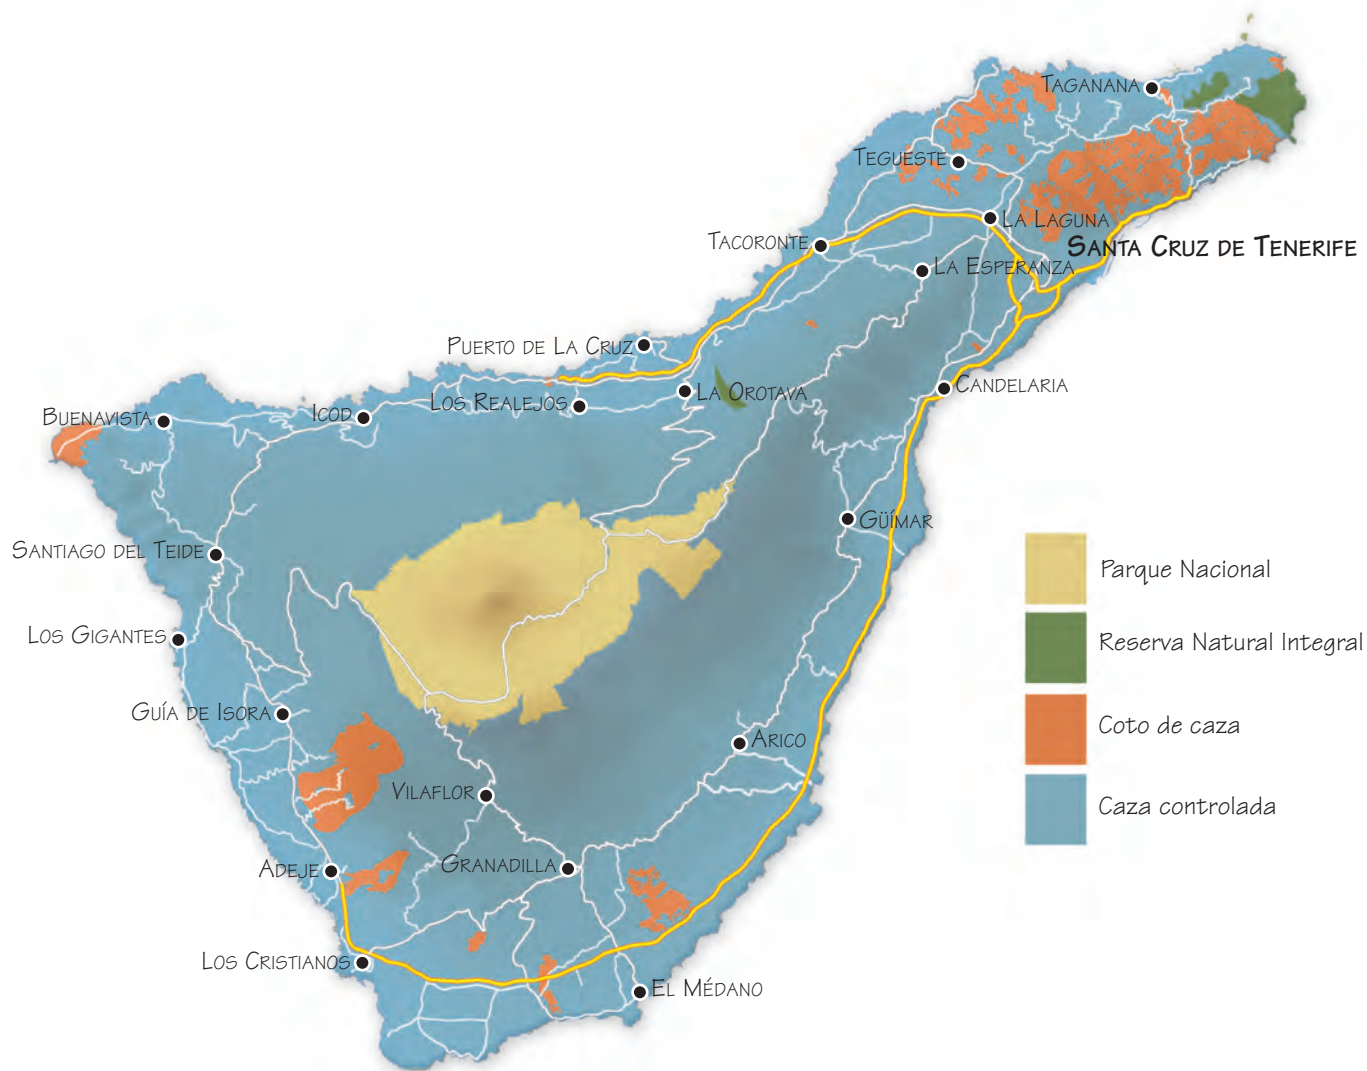 Taganana
Tegueste
La Laguna
Tacoronte
Santa Cruz de Tenerife
La Esperanza
Puerto de La Cruz
Candelaria
La Orotava
Los Realejos
Icod
Buenavista
Güímar
Santiago del Teide
Parque Nacional
Los Gigantes
Reserva Natural Integral
Guía de Isora
Coto de caza
Arico
Vilaflor
Caza controlada
Granadilla
Adeje
Los Cristianos
El Médano